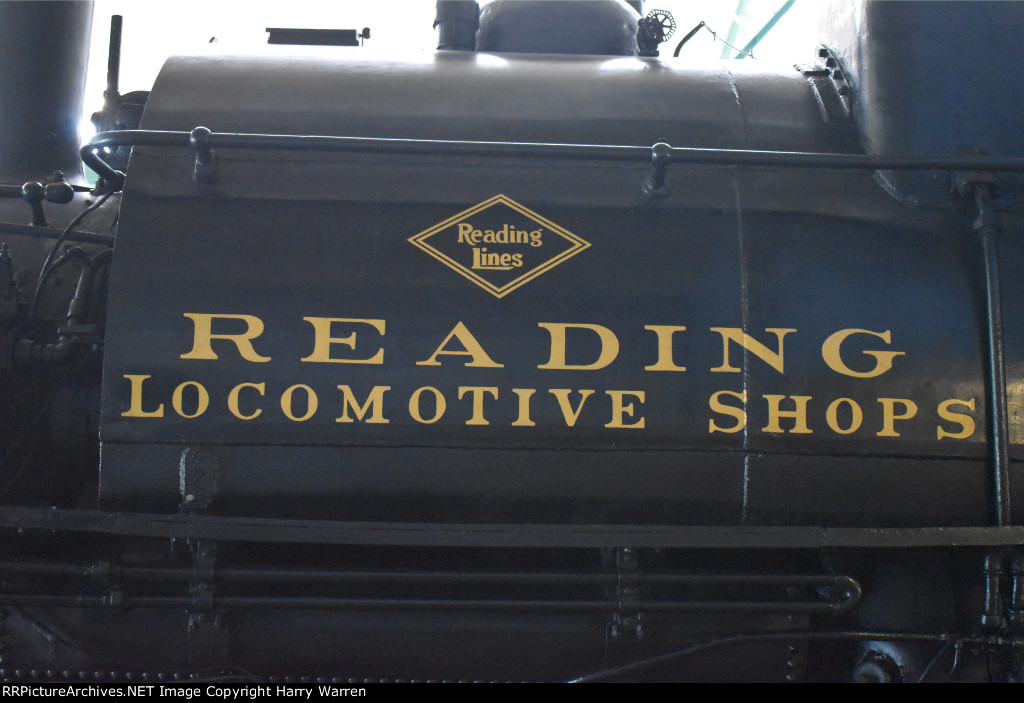 Reading
Lines
READING
LOCOMOTIVE SHOPS
RRPictureArchives.NET Image Copyright Harry Warren